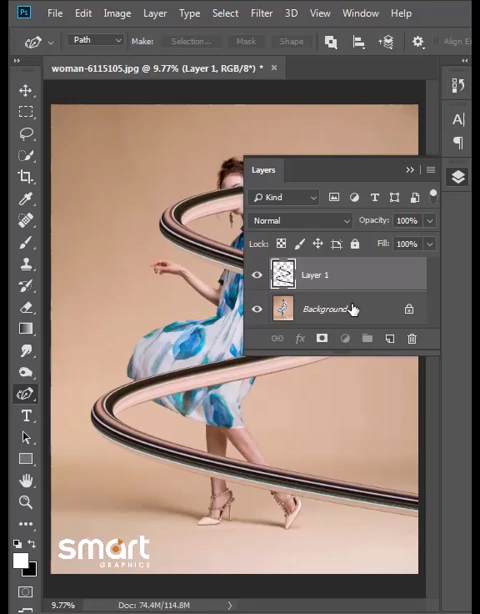 Ps File Edit Image Layer Type Select Filter 3D View Window Help
Path Make: Selection... Mask Shape Align E
woman-6115105.jpg @ 9.77% (Layer 1, RGB/8*) * ×
Layers
Kind
Normal Opacity: 100%
Lock: Fill: 100%
Layer 1
Background
fx
smart
GRAPHICS
9.77% Doc: 74.4M/114.8M